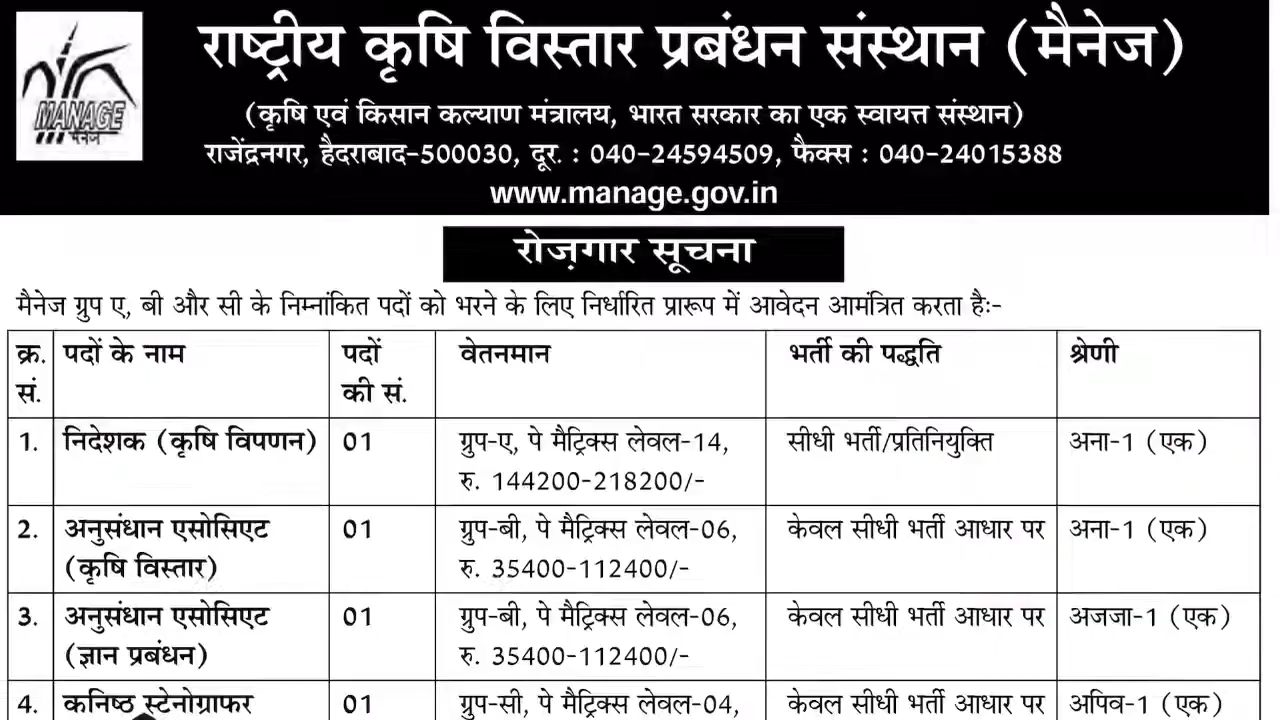 राष्ट्रीय कृषि विस्तार प्रबंधन संस्थान (मैनेज)
MANAGE
मैनेज
(कृषि एवं किसान कल्याण मंत्रालय, भारत सरकार का एक स्वायत्त संस्थान)
राजेंद्रनगर, हैदराबाद-500030, दूर. : 040-24594509, फैक्स : 040-24015388
www.manage.gov.in
रोज़गार सूचना
मैनेज ग्रुप ए, बी और सी के निम्नांकित पदों को भरने के लिए निर्धारित प्रारूप में आवेदन आमंत्रित करता हैः-
क्र. पदों के नाम पदों वेतनमान भर्ती की पद्धति श्रेणी
सं. की सं.
1. निदेशक (कृषि विपणन) 01 ग्रुप-ए, पे मैट्रिक्स लेवल-14, सीधी भर्ती/प्रतिनियुक्ति अना-1 (एक)
रु. 144200-218200/-
2. अनुसंधान एसोसिएट 01 ग्रुप-बी, पे मैट्रिक्स लेवल-06, केवल सीधी भर्ती आधार पर अना-1 (एक)
(कृषि विस्तार) रु. 35400-112400/-
3. अनुसंधान एसोसिएट 01 ग्रुप-बी, पे मैट्रिक्स लेवल-06, केवल सीधी भर्ती आधार पर अजजा-1 (एक)
(ज्ञान प्रबंधन) रु. 35400-112400/-
4. कनिष्ठ स्टेनोग्राफर 01 ग्रुप-सी, पे मैट्रिक्स लेवल-04, केवल सीधी भर्ती आधार पर अपिव-1 (एक)